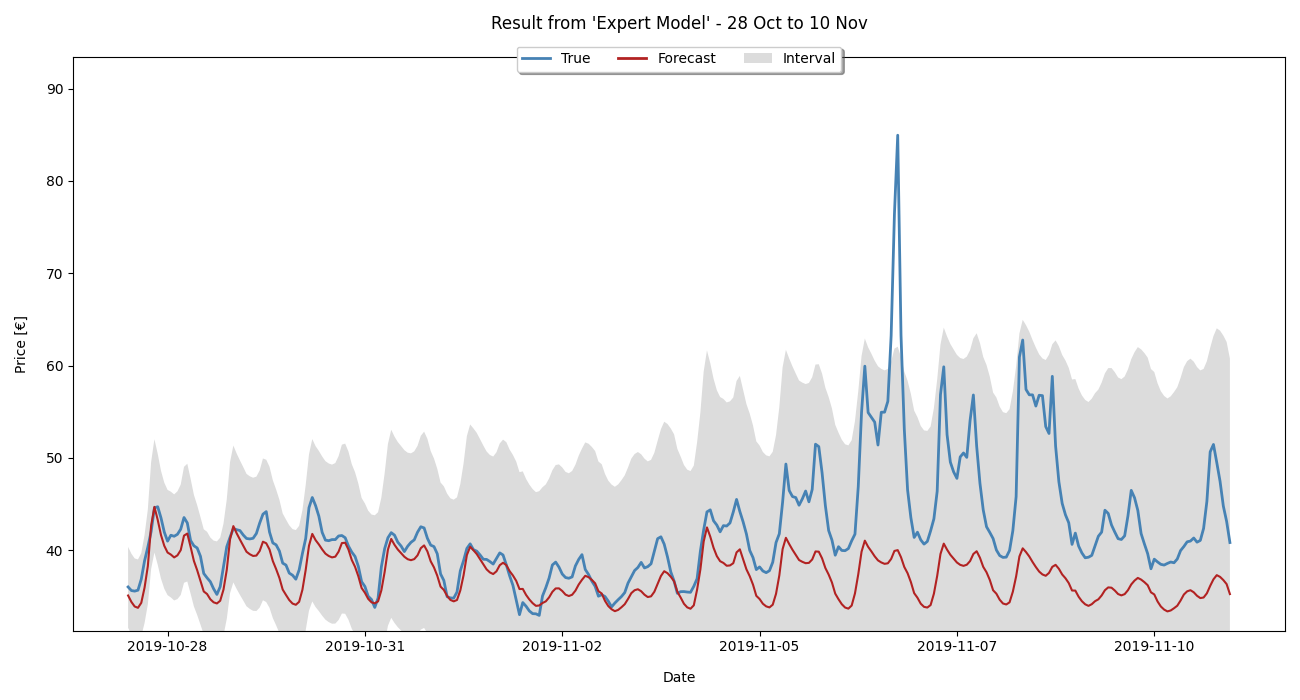 Result from 'Expert Model' - 28 Oct to 10 Nov
True Forecast Interval
90
80
70
60
50
40
Price [€]
2019-10-28 2019-10-31 2019-11-02 2019-11-05 2019-11-07 2019-11-10
Date